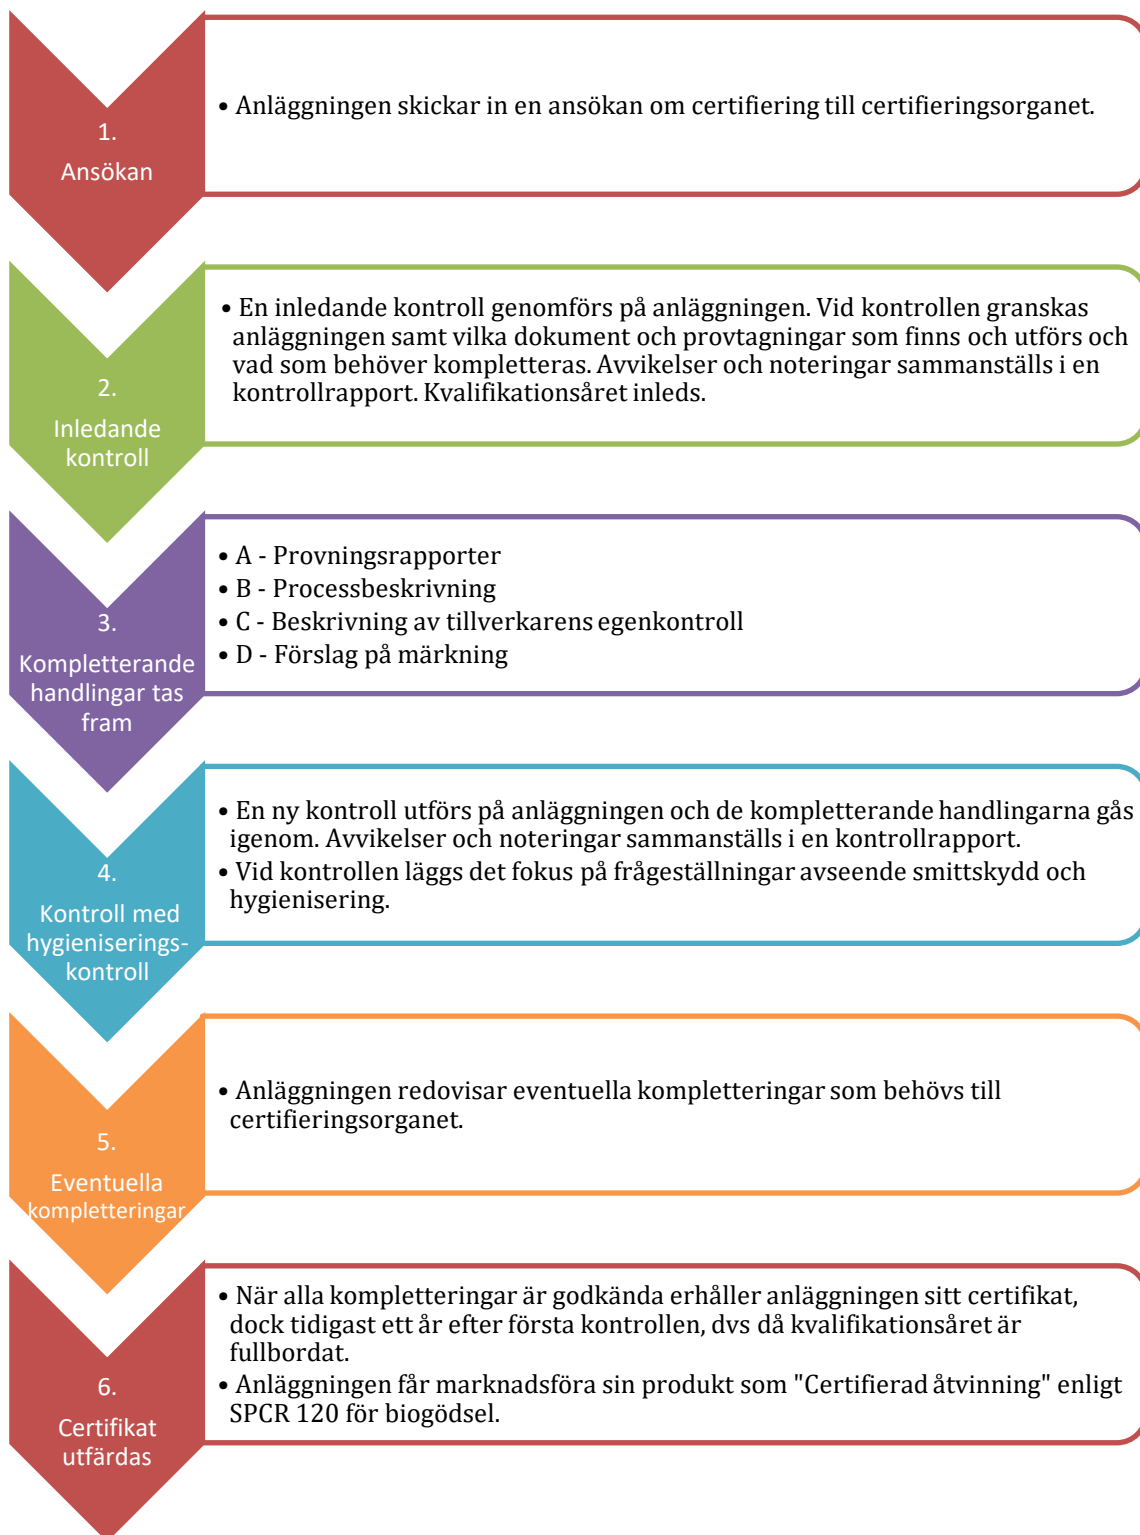 1.
Ansökan
• Anläggningen skickar in en ansökan om certifiering till certifieringsorganet.
2.
Inledande
kontroll
• En inledande kontroll genomförs på anläggningen. Vid kontrollen granskas
anläggningen samt vilka dokument och provtagningar som finns och utförs och
vad som behöver kompletteras. Avvikelser och noteringar sammanställs i en
kontrollrapport. Kvalifikationsåret inleds.
3.
Kompletterande
handlingar tas
fram
• A - Provningsrapporter
• B - Processbeskrivning
• C - Beskrivning av tillverkarens egenkontroll
• D - Förslag på märkning
4.
Kontroll med
hygieniserings-
kontroll
• En ny kontroll utförs på anläggningen och de kompletterande handlingarna gås
igenom. Avvikelser och noteringar sammanställs i en kontrollrapport.
• Vid kontrollen läggs det fokus på frågeställningar avseende smittskydd och
hygienisering.
5.
Eventuella
kompletteringar
• Anläggningen redovisar eventuella kompletteringar som behövs till
certifieringsorganet.
6.
Certifikat
utfärdas
• När alla kompletteringar är godkända erhåller anläggningen sitt certifikat,
dock tidigast ett år efter första kontrollen, dvs då kvalifikationsåret är
fullbordat.
• Anläggningen får marknadsföra sin produkt som "Certifierad åtvinning" enligt
SPCR 120 för biogödsel.